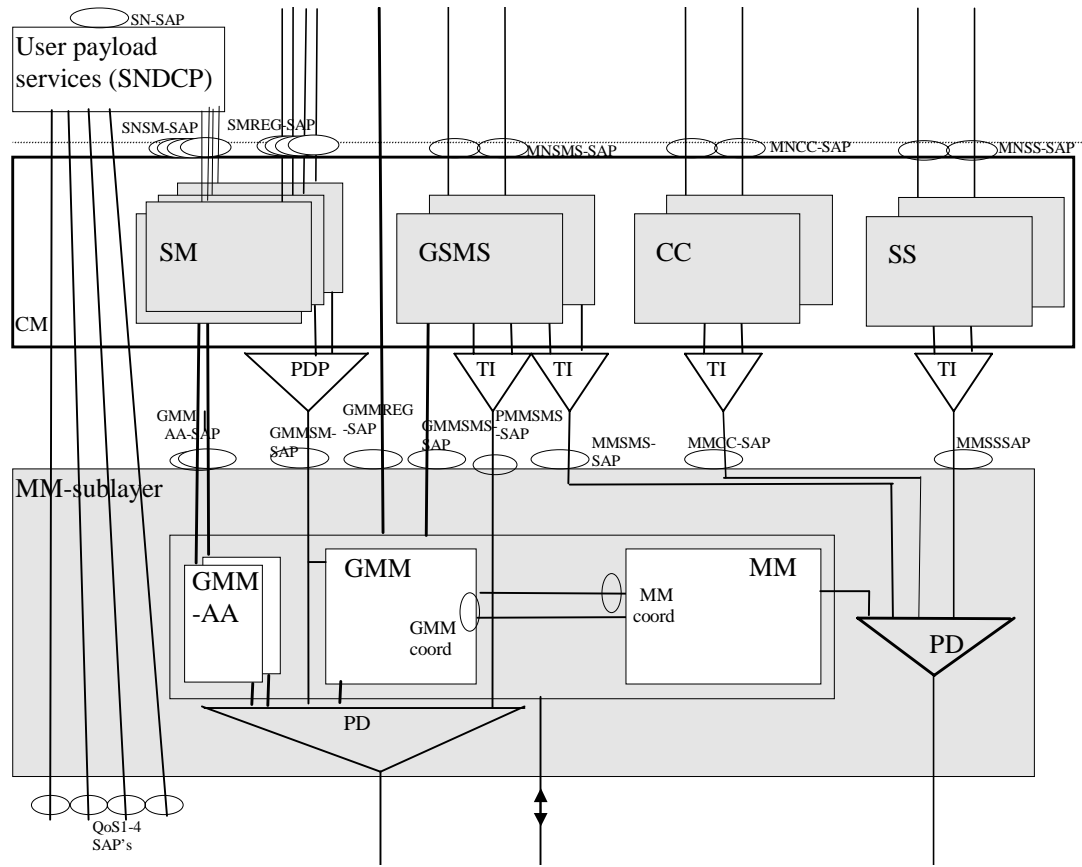 SN-SAP
User payload
services (SNDCP)
SNSM-SAP
SMREG-SAP
MNSMS-SAP
MNCC-SAP
MNSS-SAP
SM
GSMS
CC
SS
CM
PDP
TI
TI
TI
TI
GMM
AA-SAP
GMMSM-
SAP
GMMREG
-SAP
GMMSMS-
SAP
PMMSMS
-SAP
MMSMS-
SAP
MMCC-SAP
MMSSSAP
MM-sublayer
GMM
-AA
GMM
GMM
coord
MM
coord
MM
PD
PD
QoS1-4
SAP's